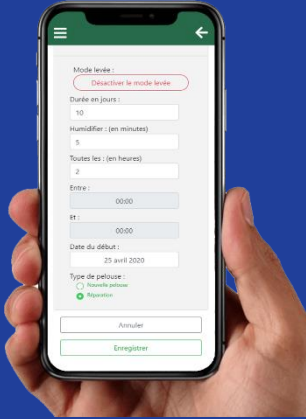 Mode levée :
Désactiver le mode levée
Durée en jours :
10
Humidifier : (en minutes)
5
Toutes les : (en heures)
2
Entre :
00:00
Et :
00:00
Date du début :
25 avril 2020
Type de pelouse :
Nouvelle pelouse
Réparation
Annuler
Enregistrer